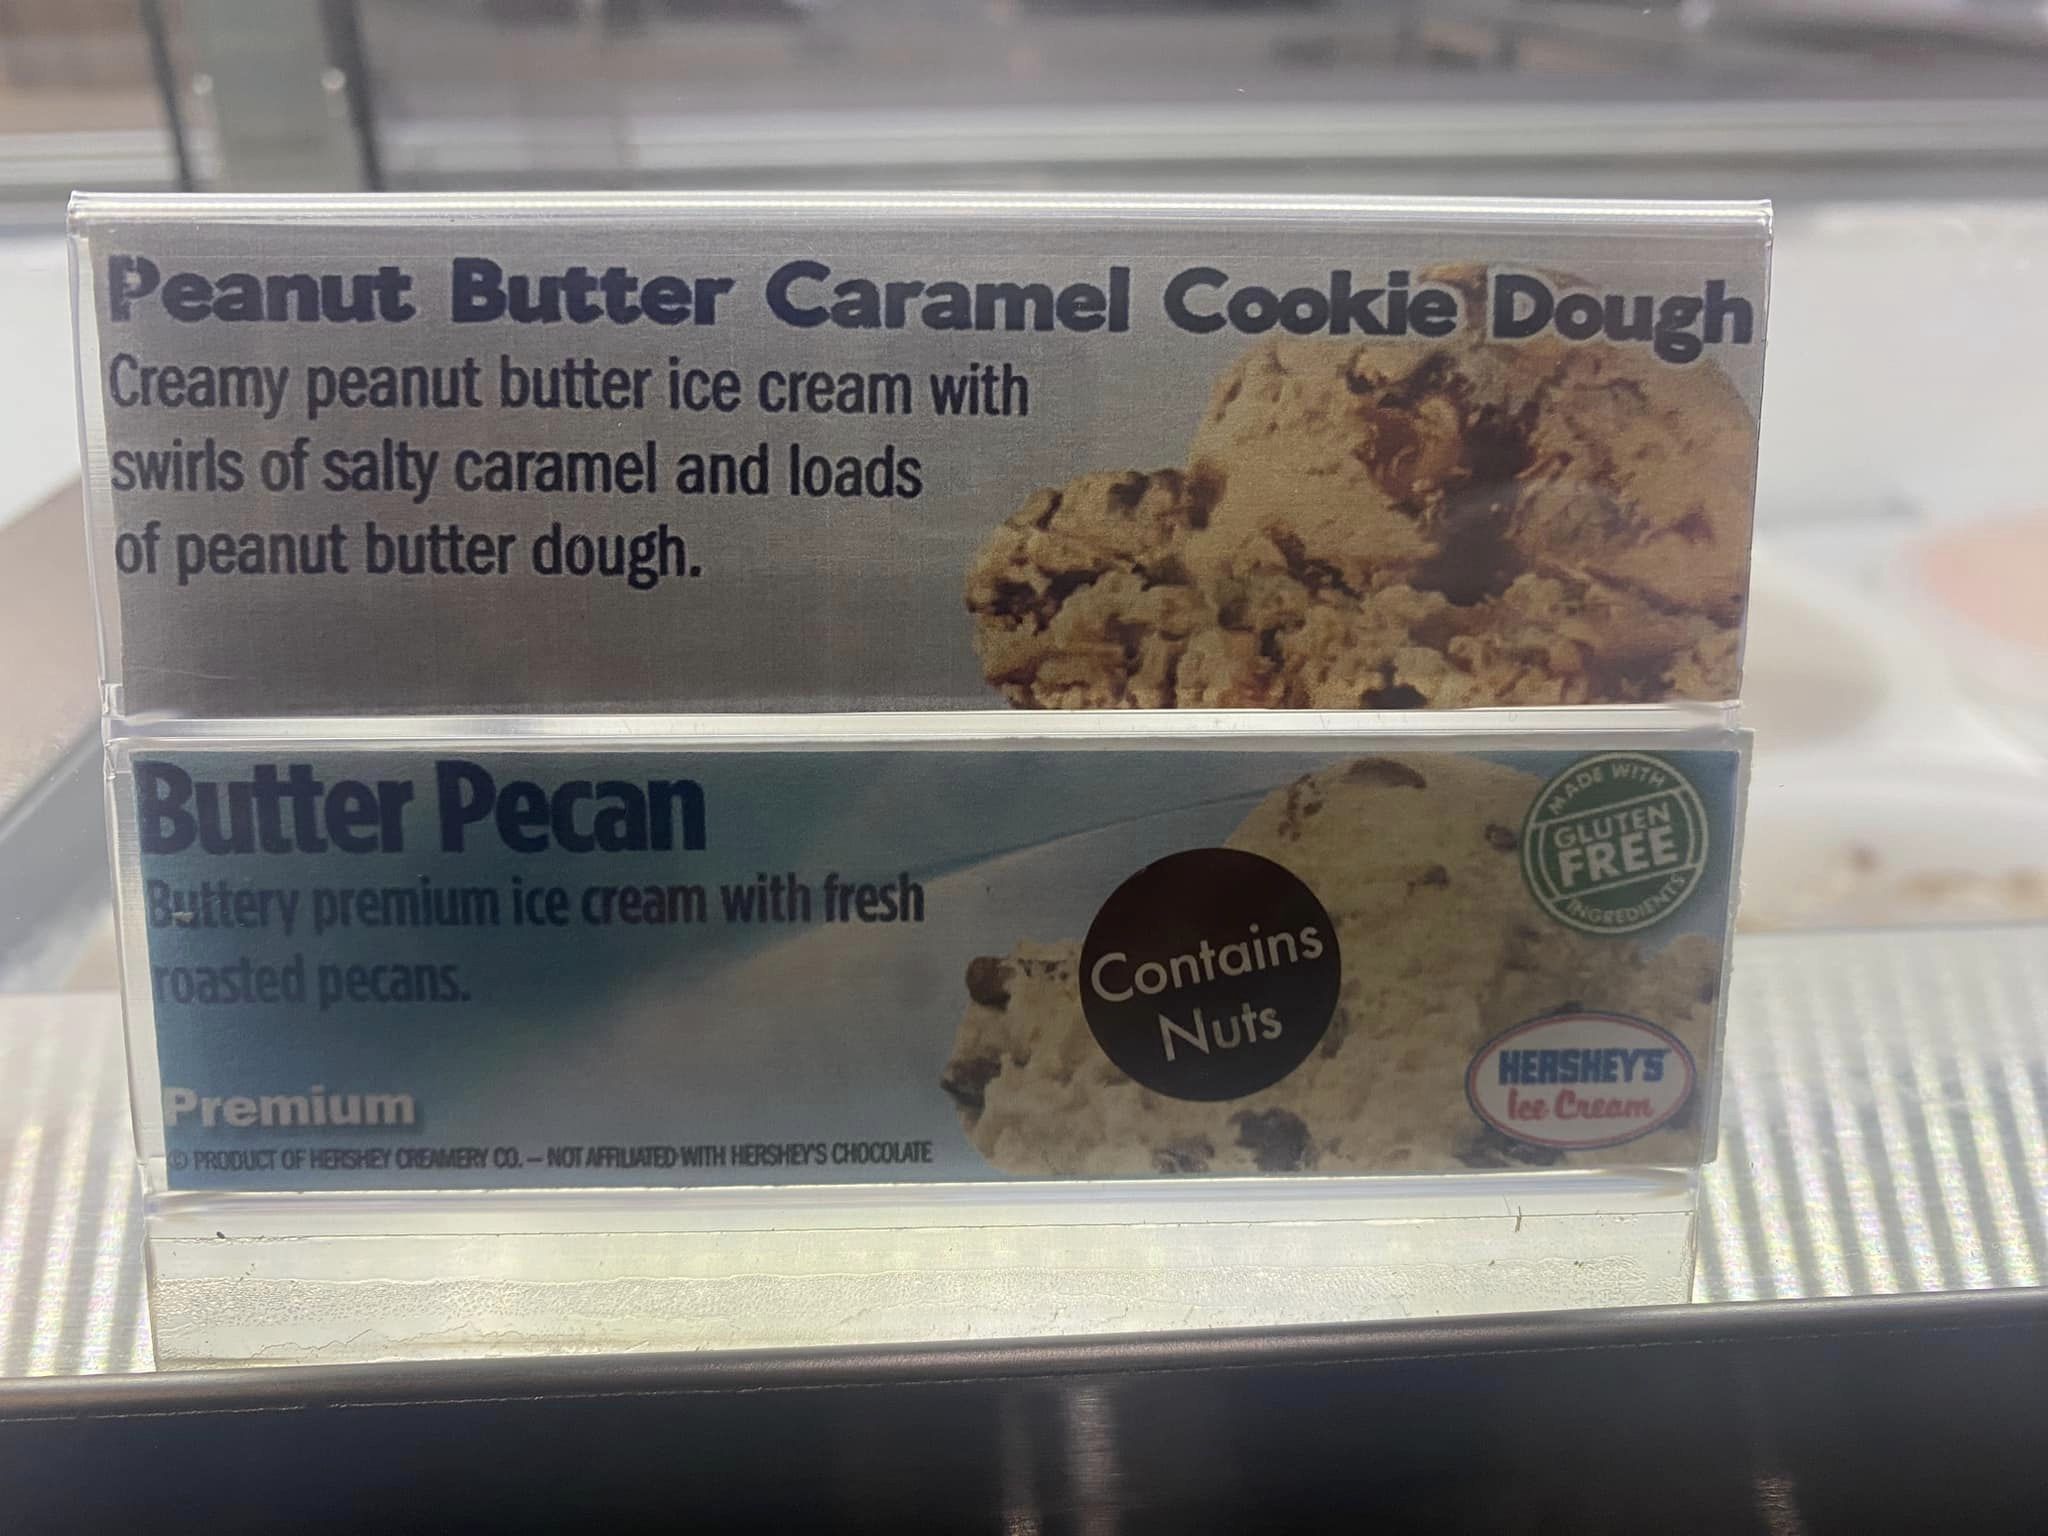 Peanut Butter Caramel Cookie Dough
Creamy peanut butter ice cream with
swirls of salty caramel and loads
of peanut butter dough.
Butter Pecan
Buttery premium ice cream with fresh
roasted pecans.
Premium
© PRODUCT OF HERSHEY CREAMERY CO. – NOT AFFILIATED WITH HERSHEY'S CHOCOLATE
Contains
Nuts
MADE WITH
GLUTEN
FREE
INGREDIENTS
HERSHEY'S
Ice Cream